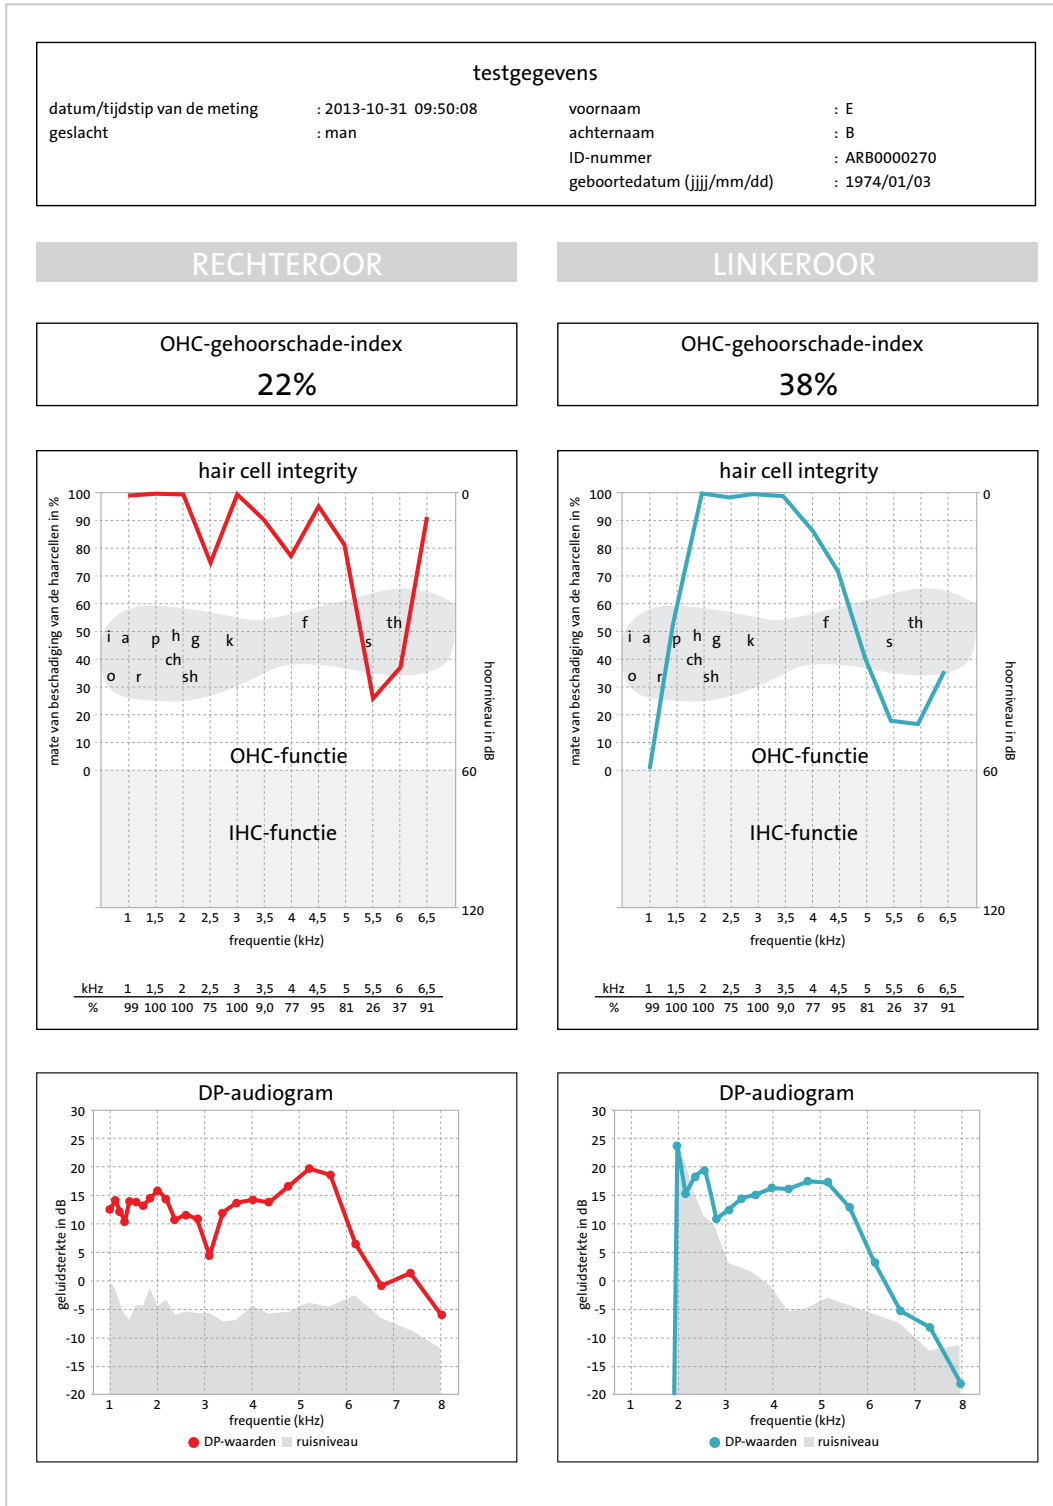 testgegevens
datum/tijdstip van de meting : 2013-10-31 09:50:08
geslacht : man
voornaam : E
achternaam : B
ID-nummer : ARB0000270
geboortedatum (jjjj/mm/dd) : 1974/01/03
RECHTEROOR
OHC-gehoorschade-index
22%
hair cell integrity
mate van beschadiging van de haarcellen in %
100
90
80
70
60
50
40
30
20
10
0
i a p h g k f s th
ch
o r sh
OHC-functie
IHC-functie
0
60
120
hoorniveau in dB
1 1,5 2 2,5 3 3,5 4 4,5 5 5,5 6 6,5
frequentie (kHz)
kHz 1 1,5 2 2,5 3 3,5 4 4,5 5 5,5 6 6,5
% 99 100 100 75 100 9,0 77 95 81 26 37 91
DP-audiogram
geluidsterkte in dB
30
25
20
15
10
5
0
-5
-10
-15
-20
1 2 3 4 5 6 7 8
frequentie (kHz)
DP-waarden ruisniveau
LINKEROOR
OHC-gehoorschade-index
38%
hair cell integrity
mate van beschadiging van de haarcellen in %
100
90
80
70
60
50
40
30
20
10
0
i a p h g k f s th
ch
o r sh
OHC-functie
IHC-functie
0
60
120
hoorniveau in dB
1 1,5 2 2,5 3 3,5 4 4,5 5 5,5 6 6,5
frequentie (kHz)
kHz 1 1,5 2 2,5 3 3,5 4 4,5 5 5,5 6 6,5
% 99 100 100 75 100 9,0 77 95 81 26 37 91
DP-audiogram
geluidsterkte in dB
30
25
20
15
10
5
0
-5
-10
-15
-20
1 2 3 4 5 6 7 8
frequentie (kHz)
DP-waarden ruisniveau